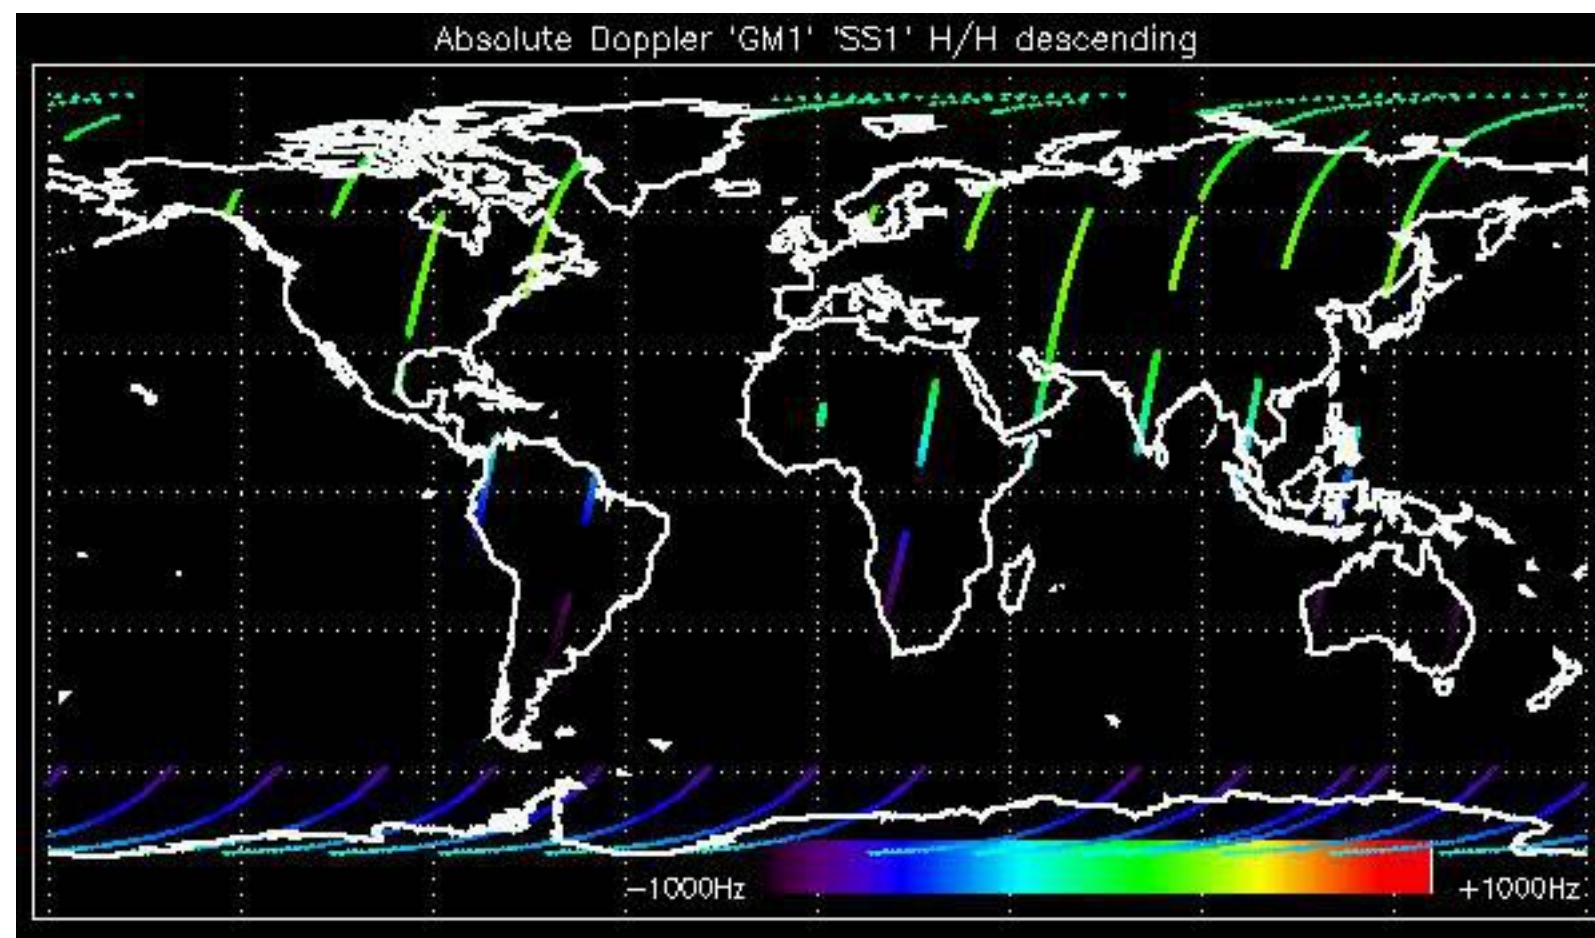 Absolute Doppler 'GM1' 'SS1' H/H descending
−1000Hz
+1000Hz